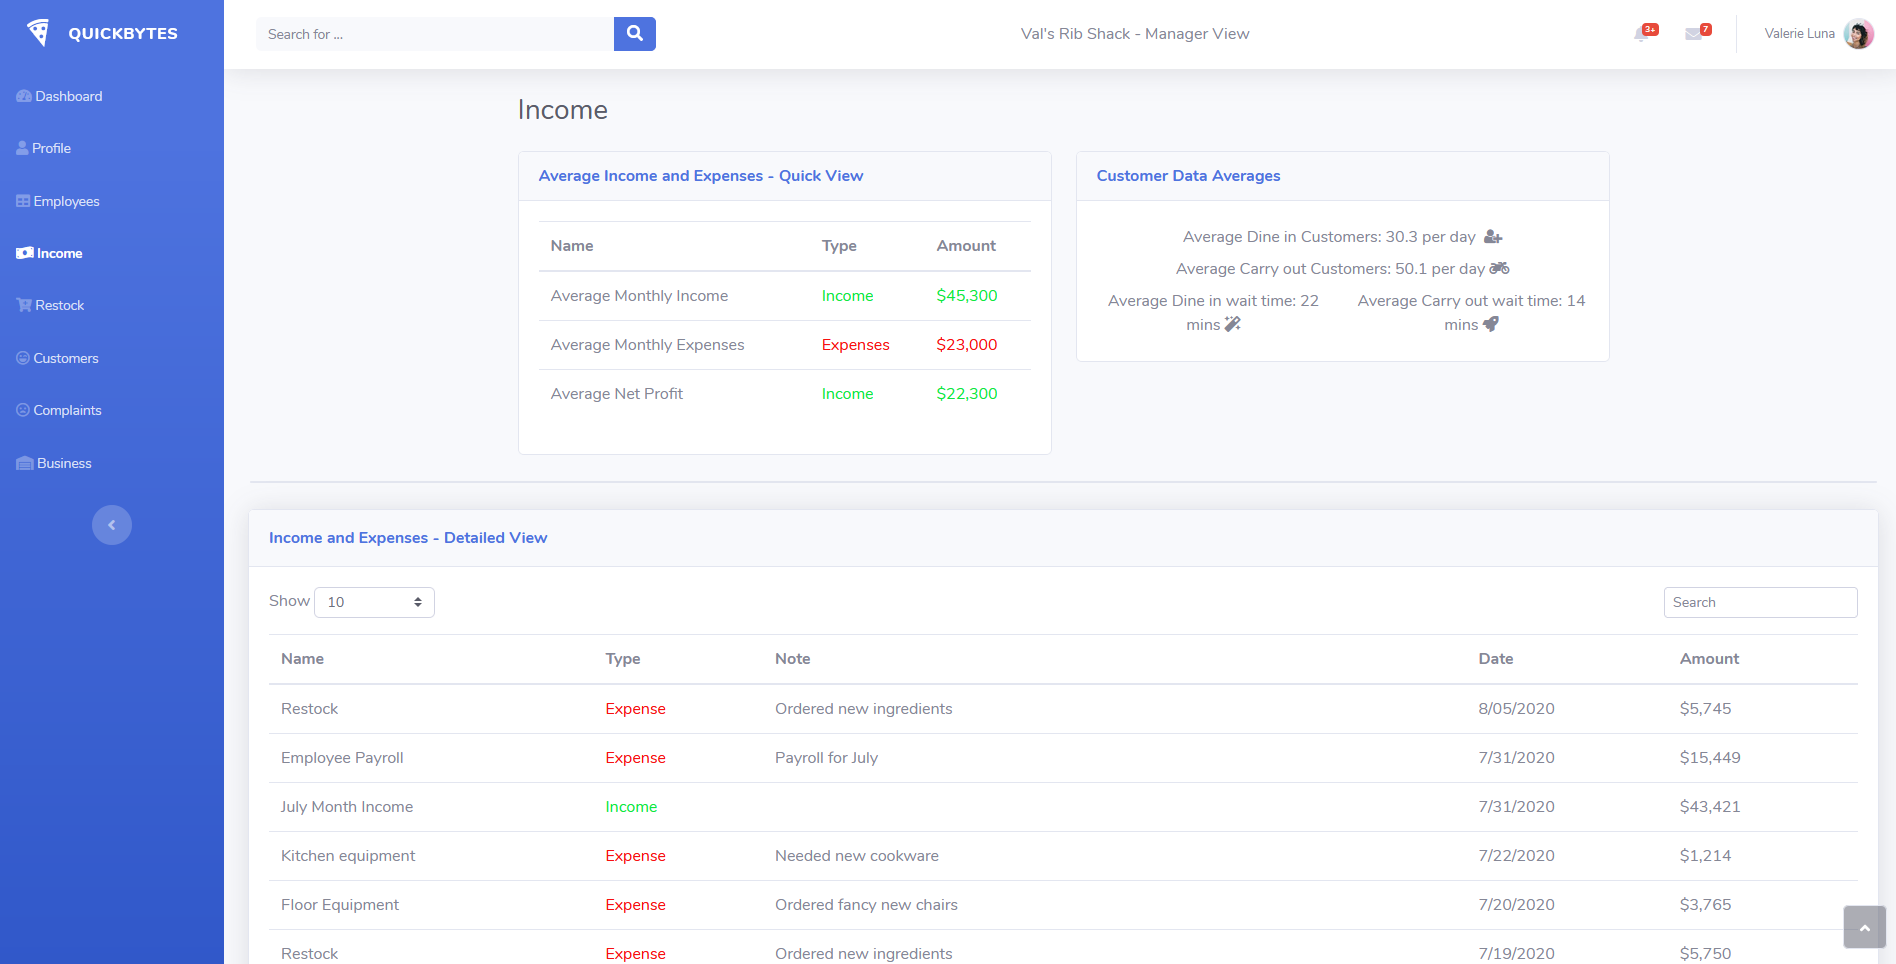 QUICKBYTES
Search for ...
Val's Rib Shack - Manager View
3+
7
Valerie Luna
Dashboard
Profile
Employees
Income
Restock
Customers
Complaints
Business
Income
Average Income and Expenses - Quick View
Name Type Amount
Average Monthly Income Income $45,300
Average Monthly Expenses Expenses $23,000
Average Net Profit Income $22,300
Customer Data Averages
Average Dine in Customers: 30.3 per day
Average Carry out Customers: 50.1 per day
Average Dine in wait time: 22
mins
Average Carry out wait time: 14
mins
Income and Expenses - Detailed View
Show 10
Search
Name Type Note Date Amount
Restock Expense Ordered new ingredients 8/05/2020 $5,745
Employee Payroll Expense Payroll for July 7/31/2020 $15,449
July Month Income Income 7/31/2020 $43,421
Kitchen equipment Expense Needed new cookware 7/22/2020 $1,214
Floor Equipment Expense Ordered fancy new chairs 7/20/2020 $3,765
Restock Expense Ordered new ingredients 7/19/2020 $5,750